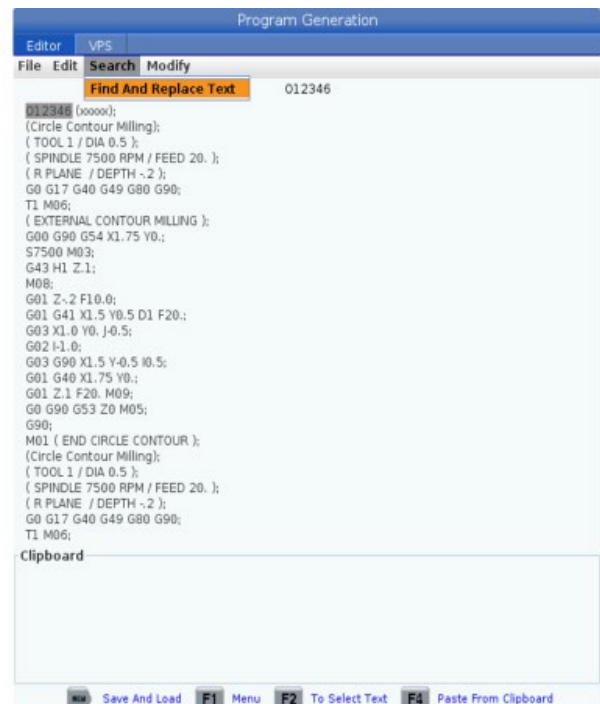 Program Generation
Editor VPS
File Edit Search Modify
Find And Replace Text O12346
O12346 (xxxxx);
(Circle Contour Milling);
( TOOL 1 / DIA 0.5 );
( SPINDLE 7500 RPM / FEED 20. );
( R PLANE / DEPTH -.2 );
G0 G17 G40 G49 G80 G90;
T1 M06;
( EXTERNAL CONTOUR MILLING );
G00 G90 G54 X1.75 Y0.;
S7500 M03;
G43 H1 Z.1;
M08;
G01 Z-.2 F10.0;
G01 G41 X1.5 Y0.5 D1 F20.;
G03 X1.0 Y0. J-0.5;
G02 I-1.0;
G03 G90 X1.5 Y-0.5 I0.5;
G01 G40 X1.75 Y0.;
G01 Z.1 F20. M09;
G0 G90 G53 Z0 M05;
G90;
M01 ( END CIRCLE CONTOUR );
(Circle Contour Milling);
( TOOL 1 / DIA 0.5 );
( SPINDLE 7500 RPM / FEED 20. );
( R PLANE / DEPTH -.2 );
G0 G17 G40 G49 G80 G90;
T1 M06;
Clipboard
Save And Load F1 Menu F2 To Select Text F4 Paste From Clipboard